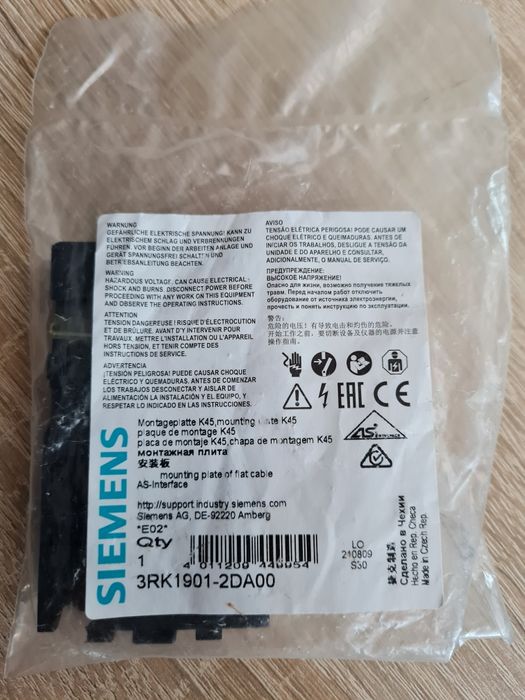 WARNUNG
GEFÄHRLICHE ELEKTRISCHE SPANNUNG! KANN ZU
ELEKTRISCHEM SCHLAG UND VERBRENNUNGEN
FÜHREN. VOR BEGINN DER ARBEITEN ANLAGE UND
GERÄT SPANNUNGSFREI SCHALTEN UND
BETRIEBSANLEITUNG BEACHTEN.
WARNING
HAZARDOUS VOLTAGE. CAN CAUSE ELECTRICAL
SHOCK AND BURNS. DISCONNECT POWER BEFORE
PROCEEDING WITH ANY WORK ON THIS EQUIPMENT
AND OBSERVE THE OPERATING INSTRUCTIONS.
ATTENTION
TENSION DANGEREUSE ! RISQUE D'ÉLECTROCUTION
ET DE BRÛLURE. AVANT D'Y INTERVENIR POUR
TRAVAUX, METTRE L'INSTALLATION OU L'APPAREIL
HORS TENSION, ET TENIR COMPTE DES
INSTRUCTIONS DE SERVICE.
ADVERTENCIA
¡TENSIÓN PELIGROSA! PUEDE CAUSAR CHOQUE
ELÉCTRICO Y QUEMADURAS. ANTES DE COMENZAR
LOS TRABAJOS DESCONECTAR Y AISLAR DE
ALIMENTACIÓN LA INSTALACIÓN Y EL EQUIPO, Y
RESPETAR LO INDICADO EN LAS INSTRUCCIONES.
AVISO
TENSÃO ELÉTRICA PERIGOSA! PODE CAUSAR UM
CHOQUE ELÉTRICO E QUEIMADURAS. ANTES DE
INICIAR OS TRABALHOS, DESLIGUE A TENSÃO DA
UNIDADE E DO APARELHO E CONSULTAR,
ADICIONALMENTE, O MANUAL DE SERVIÇO.
ПРЕДУПРЕЖДЕНИЕ:
ВЫСОКОЕ НАПРЯЖЕНИЕ!
Опасно для жизни, возможно получения тяжелых
травм. Перед началом работ отключить
оборудование от источника электроэнергии,
прочесть и понять инструкцию по эксплуатации.
警告:
危险的电压!有导致电击和灼伤的危险。
开始工作之前,要切断设备及仪器的电源并注意
操作指南!
EAC CE
Montageplatte K45,mounting plate K45
plaque de montage K45
placa de montaje K45,chapa de montagem K45
монтажная плита
安装板
mounting plate of flat cable
AS-Interface
http://support.industry.siemens.com
Siemens AG, DE-92220 Amberg
"E02"
Qty
1
4 011209 449954
3RK1901-2DA00
LO
210809
S30
捷克制造
Сделано в Чехии
Hecho en Rep. Checa
Made in Czech Rep.
SIEMENS